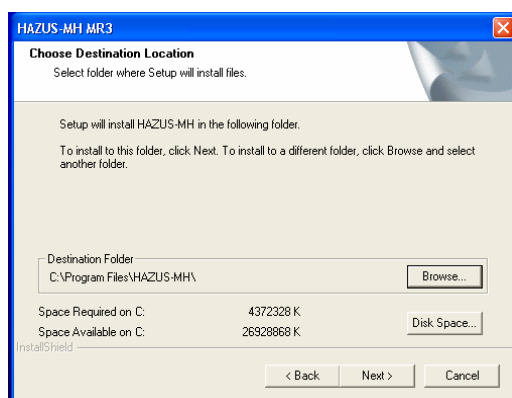 HAZUS-MH MR3
Choose Destination Location
Select folder where Setup will install files.
Setup will install HAZUS-MH in the following folder.
To install to this folder, click Next. To install to a different folder, click Browse and select
another folder.
Destination Folder
C:\Program Files\HAZUS-MH\
Browse...
Space Required on C: 4372328 K
Space Available on C: 26928868 K
Disk Space...
InstallShield
< Back Next > Cancel